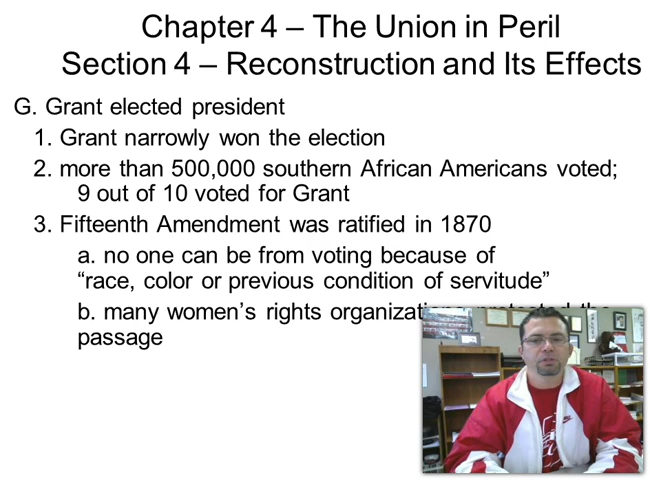 Chapter 4 – The Union in Peril
Section 4 – Reconstruction and Its Effects
G. Grant elected president
1. Grant narrowly won the election
2. more than 500,000 southern African Americans voted;
9 out of 10 voted for Grant
3. Fifteenth Amendment was ratified in 1870
a. no one can be from voting because of
“race, color or previous condition of servitude”
b. many women’s rights organizations protested the
passage